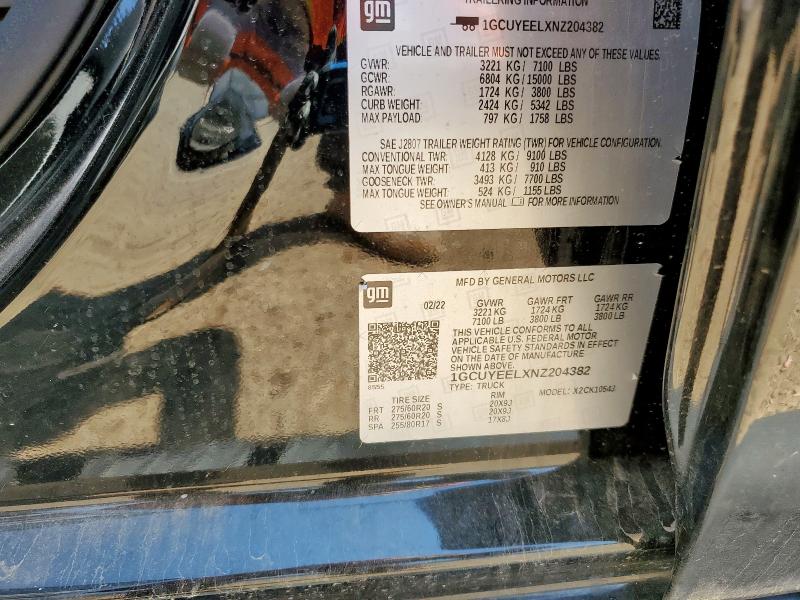 gm
TRAILERING INFORMATION
1GCUYEELXNZ204382
VEHICLE AND TRAILER MUST NOT EXCEED ANY OF THESE VALUES.
GVWR: 3221 KG/ 7100 LBS
GCWR: 6804 KG/15000 LBS
RGAWR: 1724 KG/ 3800 LBS
CURB WEIGHT: 2424 KG/ 5342 LBS
MAX PAYLOAD: 797 KG/ 1758 LBS
SAE J2807 TRAILER WEIGHT RATING (TWR) FOR VEHICLE CONFIGURATION.
CONVENTIONAL TWR: 4128 KG/ 9100 LBS
MAX TONGUE WEIGHT: 413 KG/ 910 LBS
GOOSENECK TWR: 3493 KG/ 7700 LBS
MAX TONGUE WEIGHT: 524 KG/ 1155 LBS
SEE OWNER'S MANUAL FOR MORE INFORMATION
gm
MFD BY GENERAL MOTORS LLC
02/22 GVWR GAWR FRT GAWR RR
3221 KG 1724 KG 1724 KG
7100 LB 3800 LB 3800 LB
THIS VEHICLE CONFORMS TO ALL
APPLICABLE U.S. FEDERAL MOTOR
VEHICLE SAFETY STANDARDS IN EFFECT
ON THE DATE OF MANUFACTURE
SHOWN ABOVE.
1GCUYEELXNZ204382
TYPE: TRUCK MODEL: X2CK10543
TIRE SIZE RIM
FRT 275/60R20 S 20X9J
RR 275/60R20 S 20X9J
SPA 255/80R17 S 17X8J